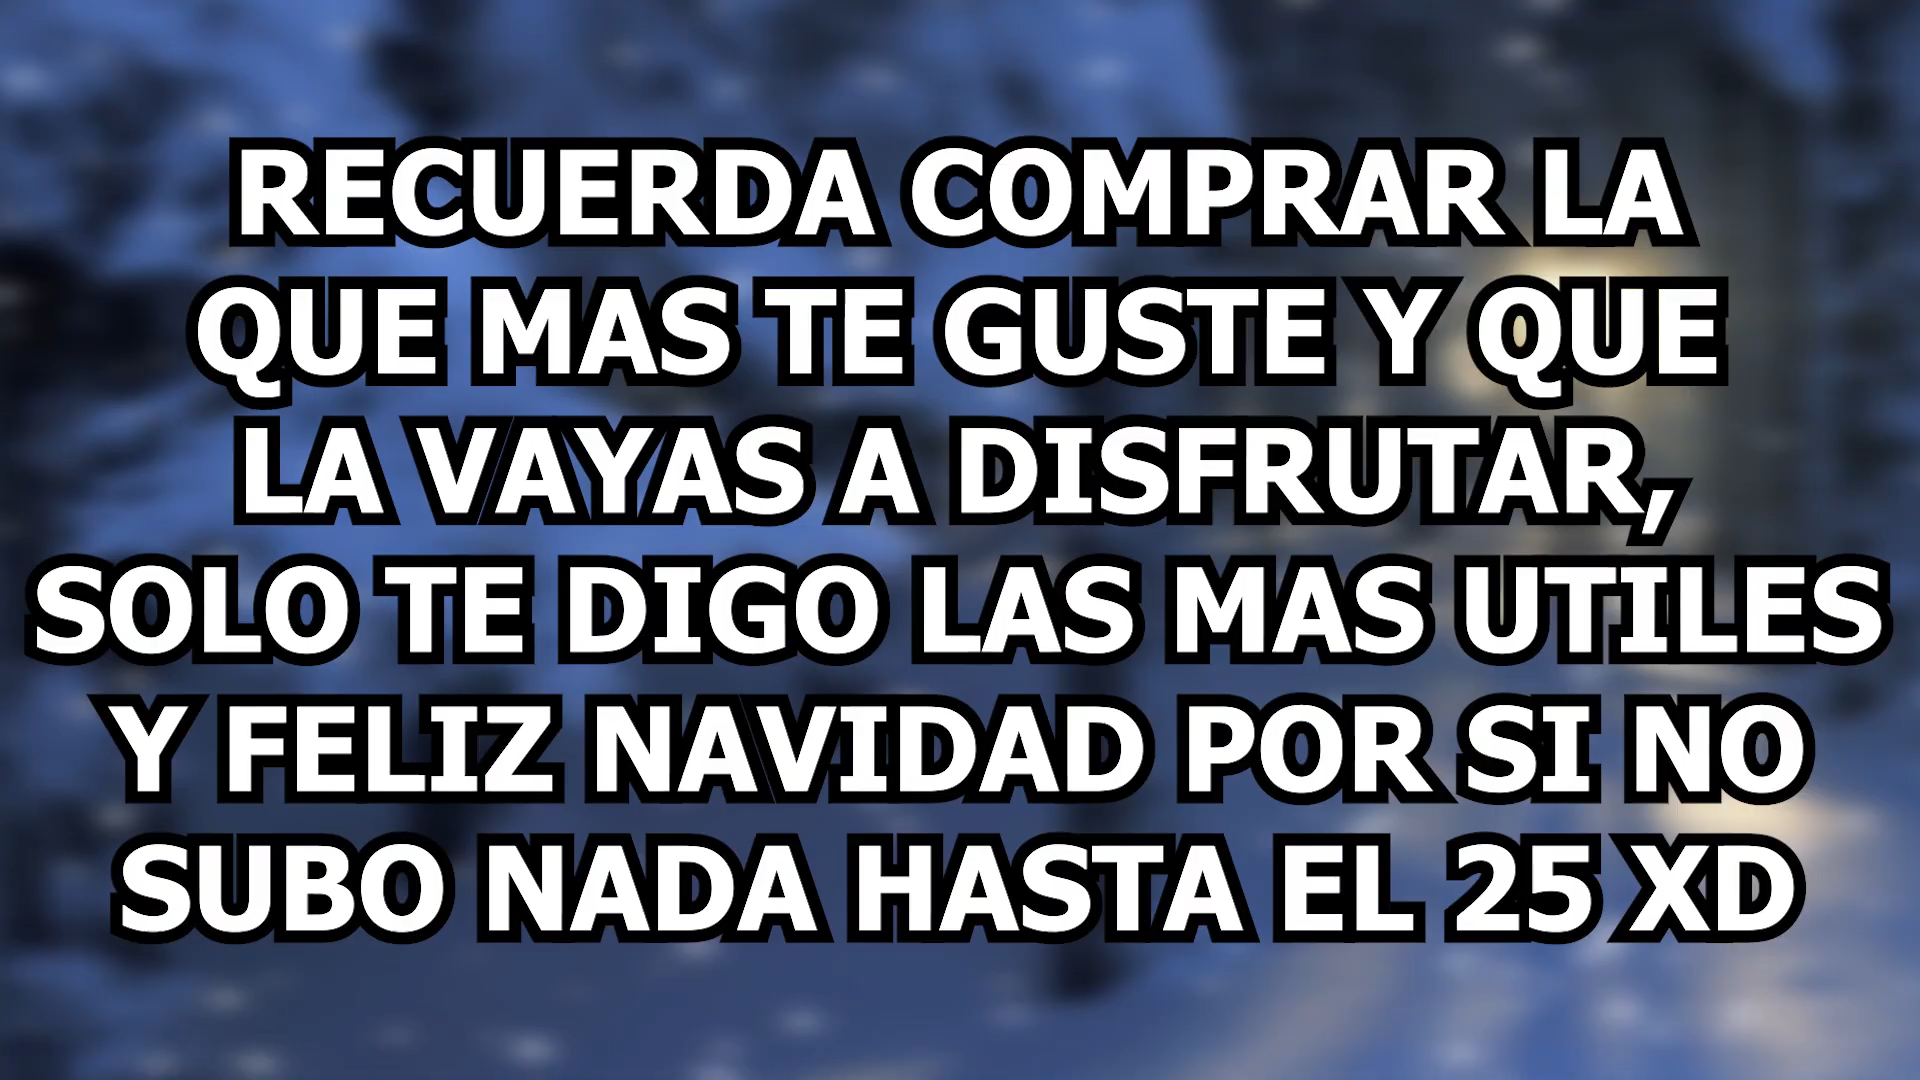 RECUERDA COMPRAR LA
QUE MAS TE GUSTE Y QUE
LA VAYAS A DISFRUTAR,
SOLO TE DIGO LAS MAS UTILES
Y FELIZ NAVIDAD POR SI NO
SUBO NADA HASTA EL 25 XD